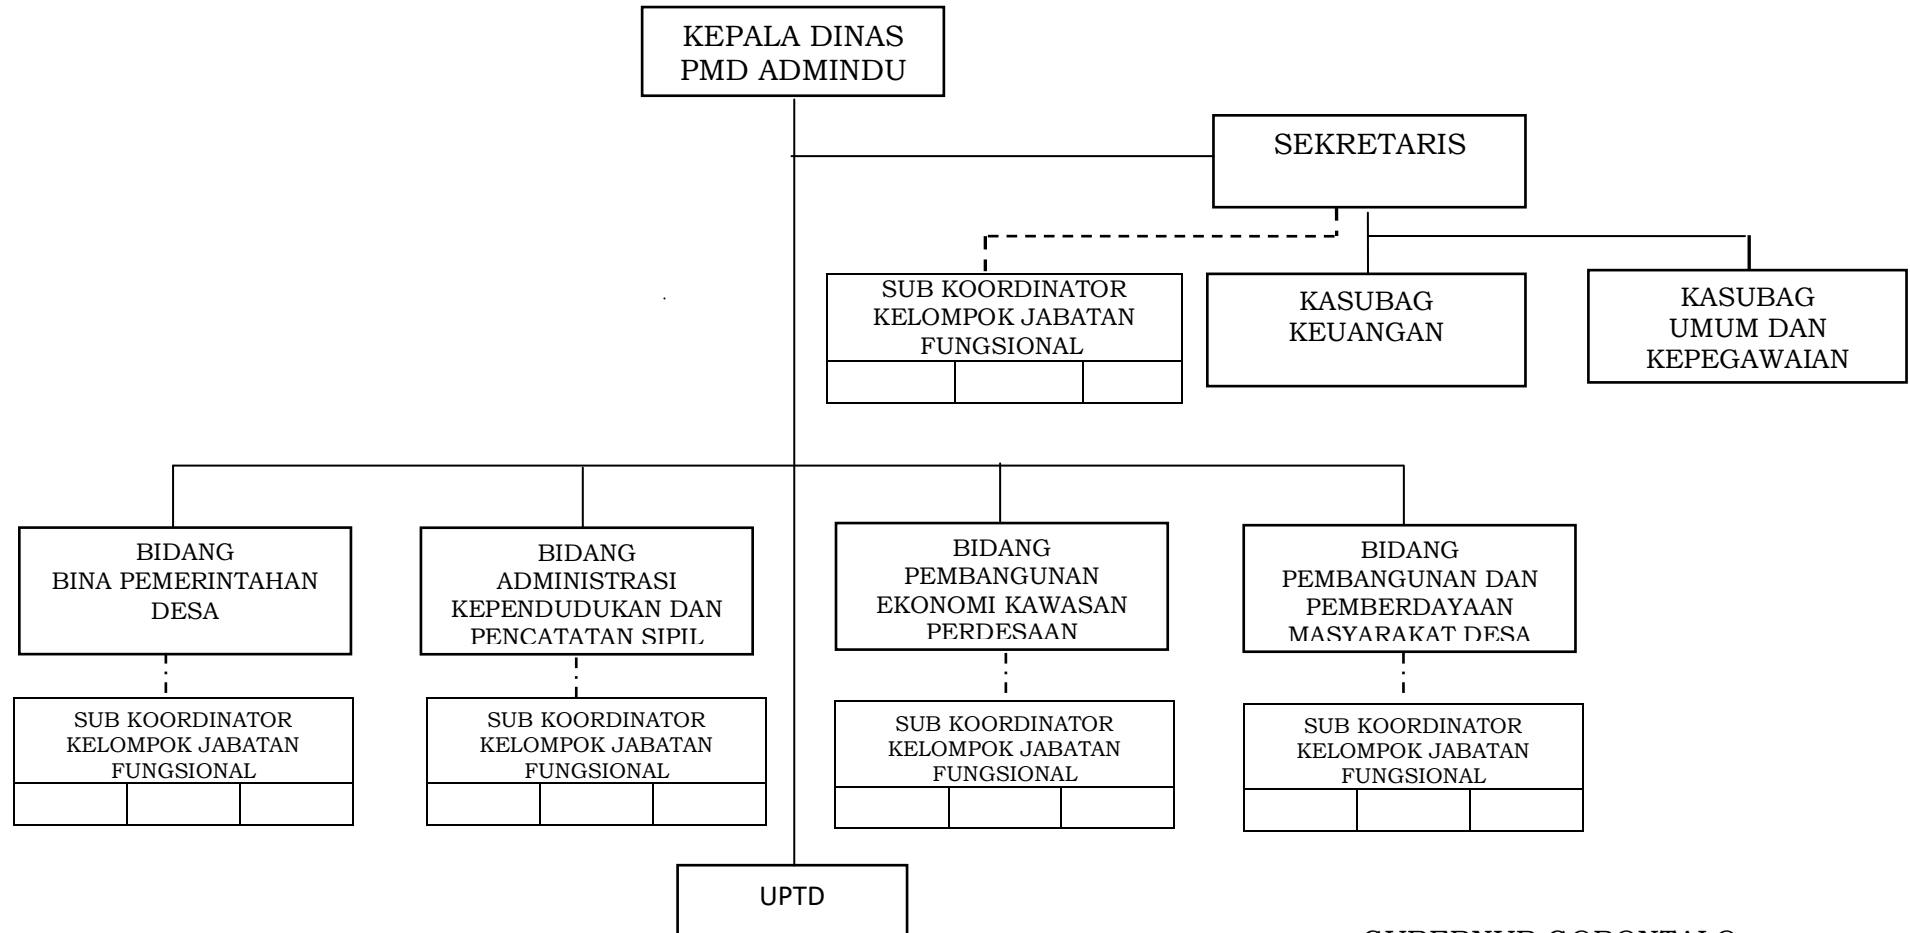 KEPALA DINAS
PMD ADMINDU
SEKRETARIS
SUB KOORDINATOR
KELOMPOK JABATAN
FUNGSIONAL
KASUBAG
KEUANGAN
KASUBAG
UMUM DAN
KEPEGAWAIAN
BIDANG
BINA PEMERINTAHAN
DESA
BIDANG
ADMINISTRASI
KEPENDUDUKAN DAN
PENCATATAN SIPIL
BIDANG
PEMBANGUNAN
EKONOMI KAWASAN
PERDESAAN
BIDANG
PEMBANGUNAN DAN
PEMBERDAYAAN
MASYARAKAT DESA
SUB KOORDINATOR
KELOMPOK JABATAN
FUNGSIONAL
SUB KOORDINATOR
KELOMPOK JABATAN
FUNGSIONAL
SUB KOORDINATOR
KELOMPOK JABATAN
FUNGSIONAL
SUB KOORDINATOR
KELOMPOK JABATAN
FUNGSIONAL
UPTD
GUBERNUR GORONTALO